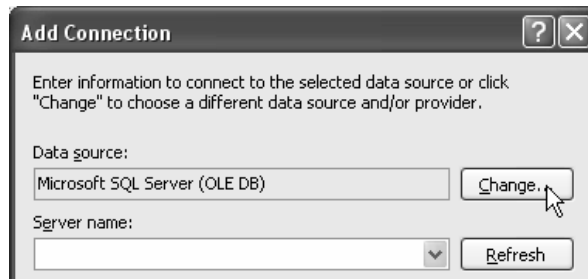 Add Connection
Enter information to connect to the selected data source or click
"Change" to choose a different data source and/or provider.
Data source:
Microsoft SQL Server (OLE DB)
Change...
Server name:
Refresh